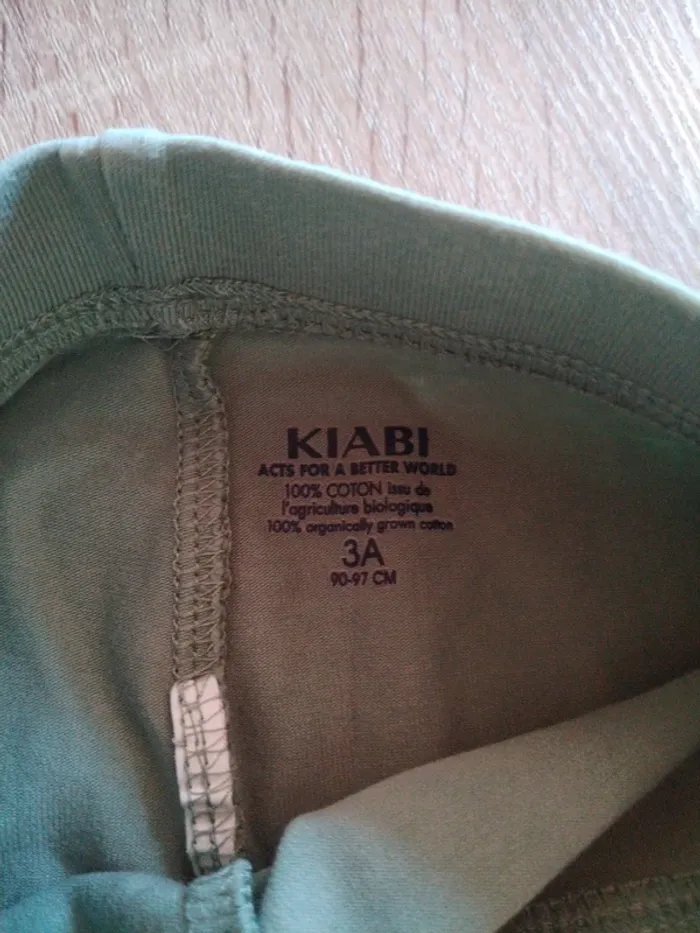 KIABI
ACTS FOR A BETTER WORLD
100% COTON issu de
l'agriculture biologique
100% organically grown cotton
3A
90-97 CM